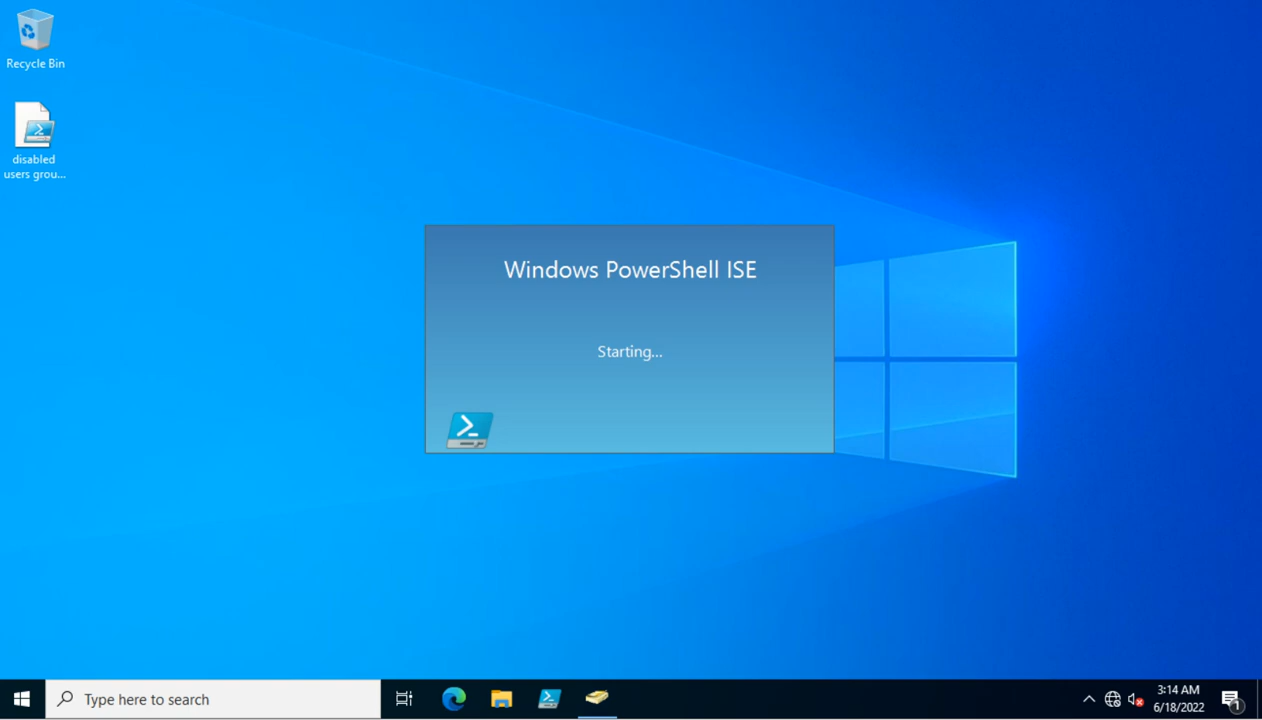 Recycle Bin
disabled
users grou...
Windows PowerShell ISE
Starting...
Type here to search
3:14 AM
6/18/2022
1